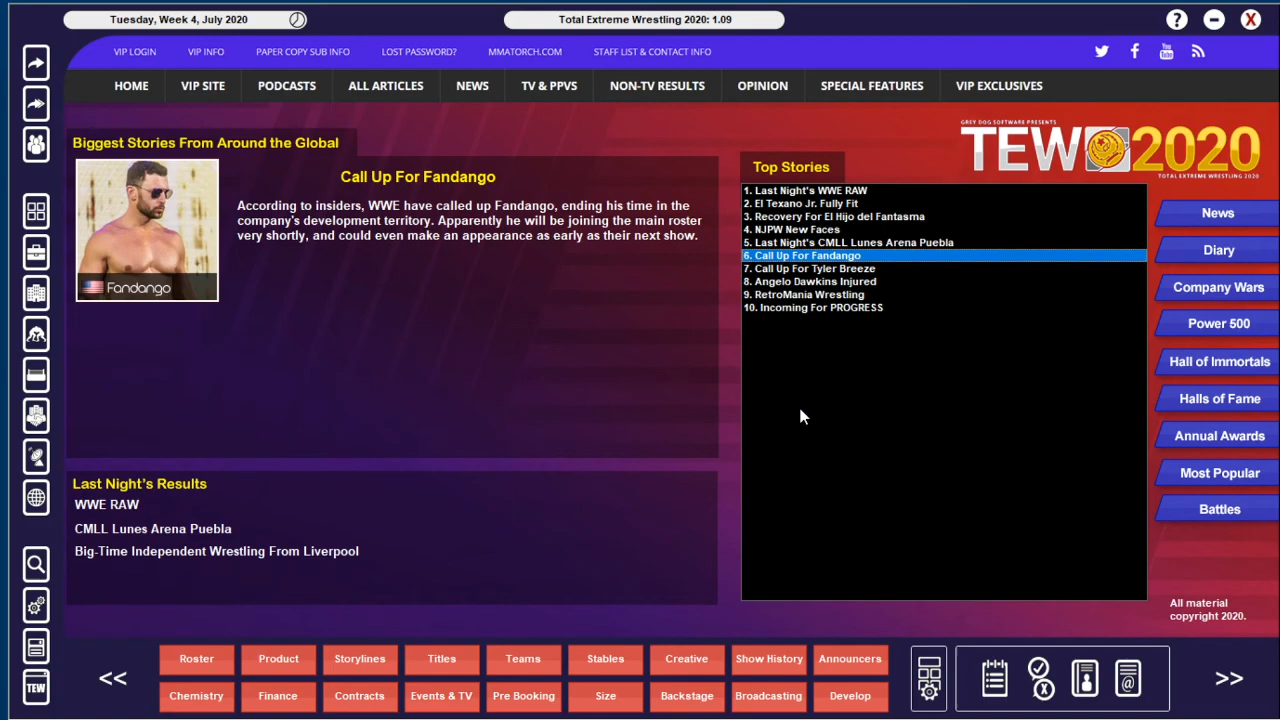 Tuesday, Week 4, July 2020
Total Extreme Wrestling 2020: 1.09
?
X
VIP LOGIN
VIP INFO
PAPER COPY SUB INFO
LOST PASSWORD?
MMATORCH.COM
STAFF LIST & CONTACT INFO
You Tube
HOME
VIP SITE
PODCASTS
ALL ARTICLES
NEWS
TV & PPVS
NON-TV RESULTS
OPINION
SPECIAL FEATURES
VIP EXCLUSIVES
GREY DOG SOFTWARE PRESENTS
TEW 2020
TOTAL EXTREME WRESTLING 2020
Biggest Stories From Around the Global
Call Up For Fandango
According to insiders, WWE have called up Fandango, ending his time in the
company's development territory. Apparently he will be joining the main roster
very shortly, and could even make an appearance as early as their next show.
Fandango
Last Night's Results
WWE RAW
CMLL Lunes Arena Puebla
Big-Time Independent Wrestling From Liverpool
Top Stories
1. Last Night's WWE RAW
2. El Texano Jr. Fully Fit
3. Recovery For El Hijo del Fantasma
4. NJPW New Faces
5. Last Night's CMLL Lunes Arena Puebla
6. Call Up For Fandango
7. Call Up For Tyler Breeze
8. Angelo Dawkins Injured
9. RetroMania Wrestling
10. Incoming For PROGRESS
News
Diary
Company Wars
Power 500
Hall of Immortals
Halls of Fame
Annual Awards
Most Popular
Battles
All material
copyright 2020.
TEW
<<
Roster
Product
Storylines
Titles
Teams
Stables
Creative
Show History
Announcers
Chemistry
Finance
Contracts
Events & TV
Pre Booking
Size
Backstage
Broadcasting
Develop
>>